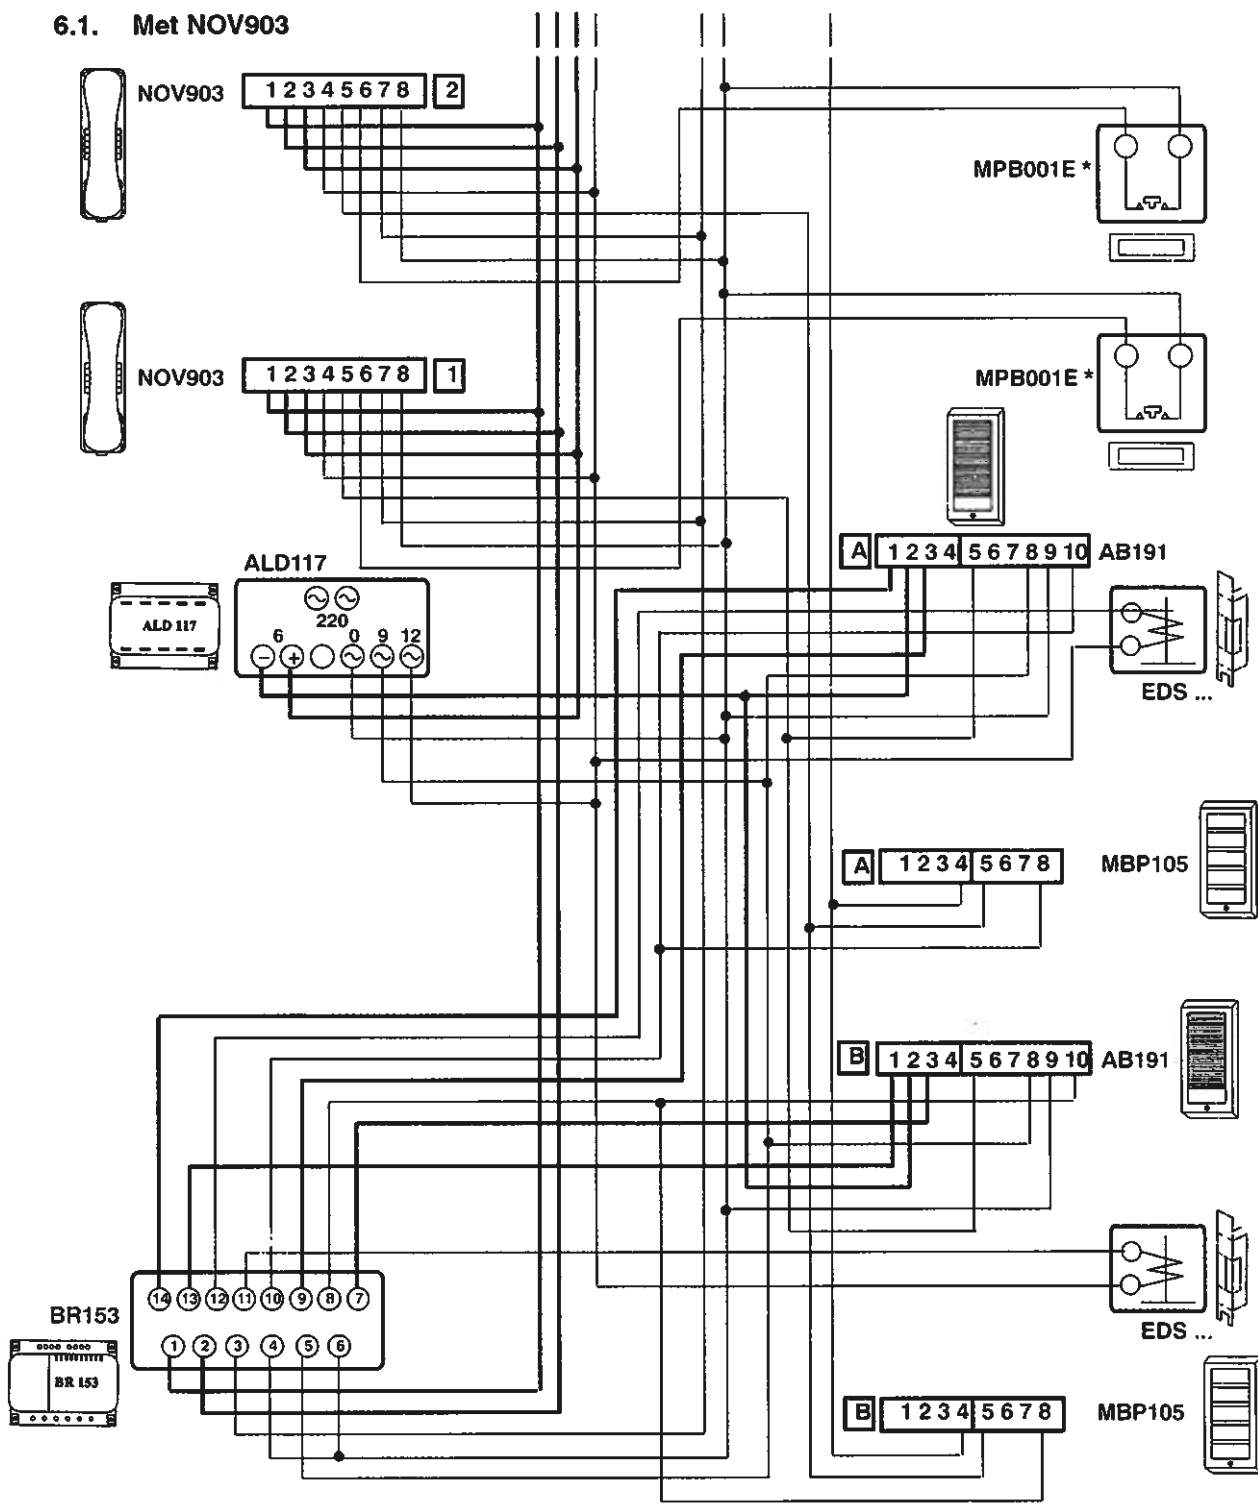 6.1. Met NOV903
NOV903 1 2 3 4 5 6 7 8 2
MPB001E *
NOV903 1 2 3 4 5 6 7 8 1
MPB001E *
A 1 2 3 4 5 6 7 8 9 10 AB191
ALD117
220
6 0 9 12
− +
ALD 117
EDS ...
A 1 2 3 4 5 6 7 8 MBP105
B 1 2 3 4 5 6 7 8 9 10 AB191
14 13 12 11 10 9 8 7
BR153
1 2 3 4 5 6
BR 153
EDS ...
B 1 2 3 4 5 6 7 8 MBP105